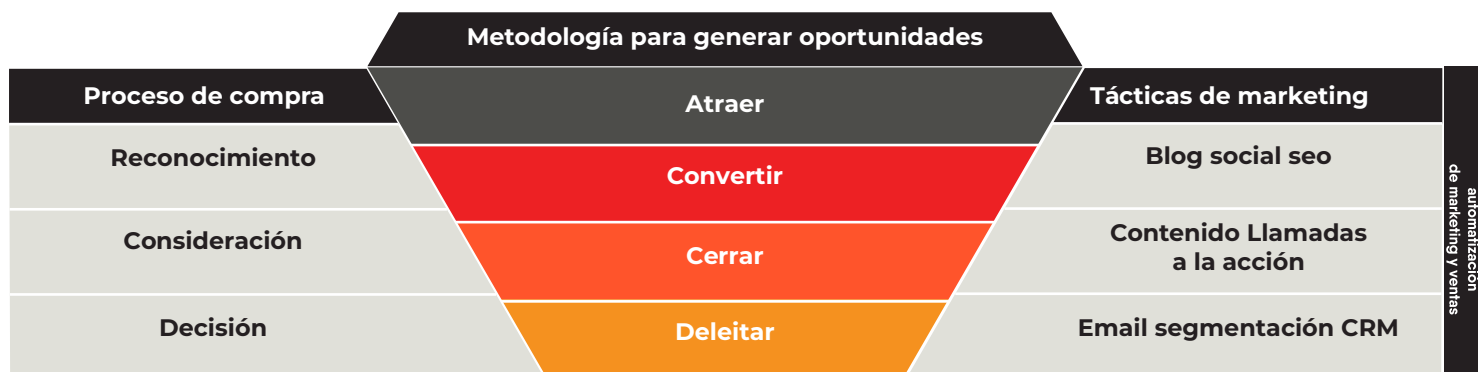 Metodología para generar oportunidades
Proceso de compra
Atraer
Tácticas de marketing
Reconocimiento
Convertir
Blog social seo
Consideración
Cerrar
Contenido Llamadas
a la acción
Decisión
Deleitar
Email segmentación CRM
automatización
de marketing y ventas